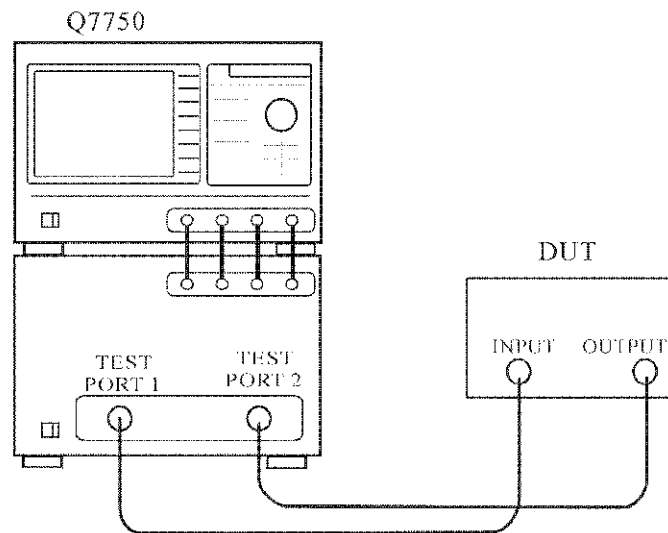 Q7750
DUT
INPUT OUTPUT
TEST
PORT 1
TEST
PORT 2